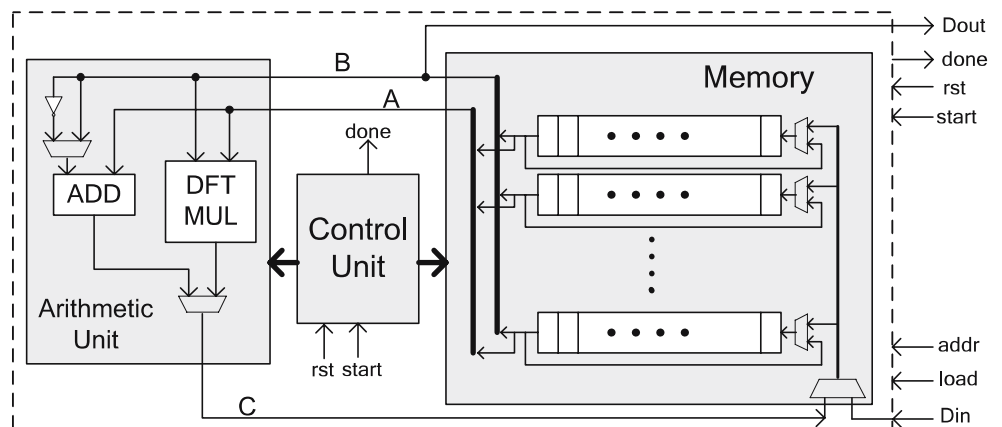 Dout
done
rst
start
B
A
Memory
done
ADD
DFT
MUL
Control
Unit
Arithmetic
Unit
rst start
C
addr
load
Din